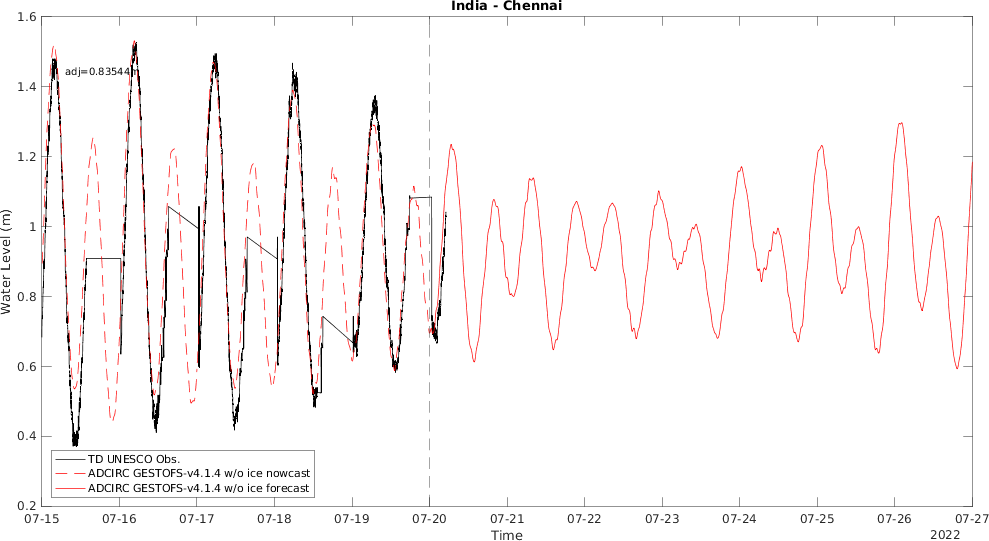 India - Chennai
1.6
1.4
1.2
1
0.8
0.6
0.4
0.2
Water Level (m)
adj=0.83544m
TD UNESCO Obs.
ADCIRC GESTOFS-v4.1.4 w/o ice nowcast
ADCIRC GESTOFS-v4.1.4 w/o ice forecast
07-15 07-16 07-17 07-18 07-19 07-20 07-21 07-22 07-23 07-24 07-25 07-26 07-27
Time
2022